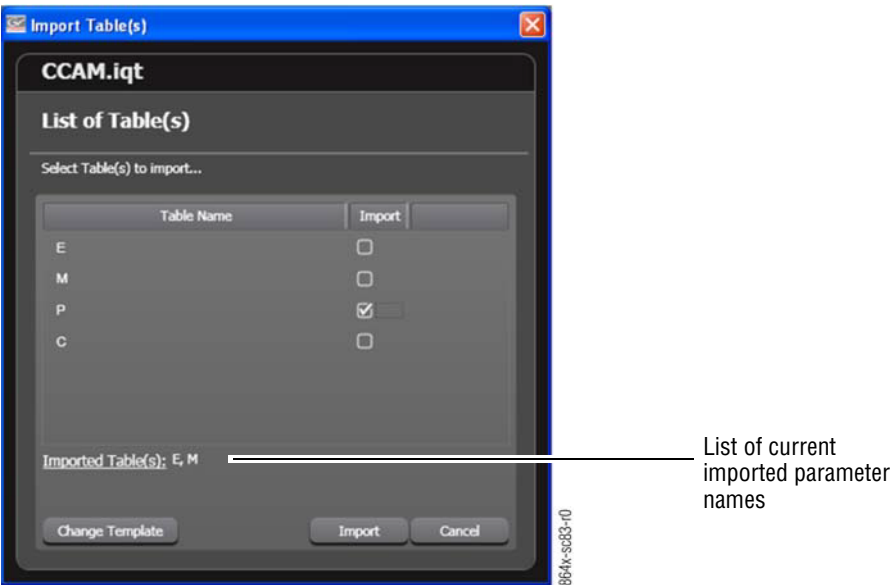 Import Table(s)
CCAM.iqt
List of Table(s)
Select Table(s) to import...
Table Name Import
E
M
P
C
Imported Table(s): E, M
Change Template Import Cancel
List of current
imported parameter
names
864x-sc83-r0